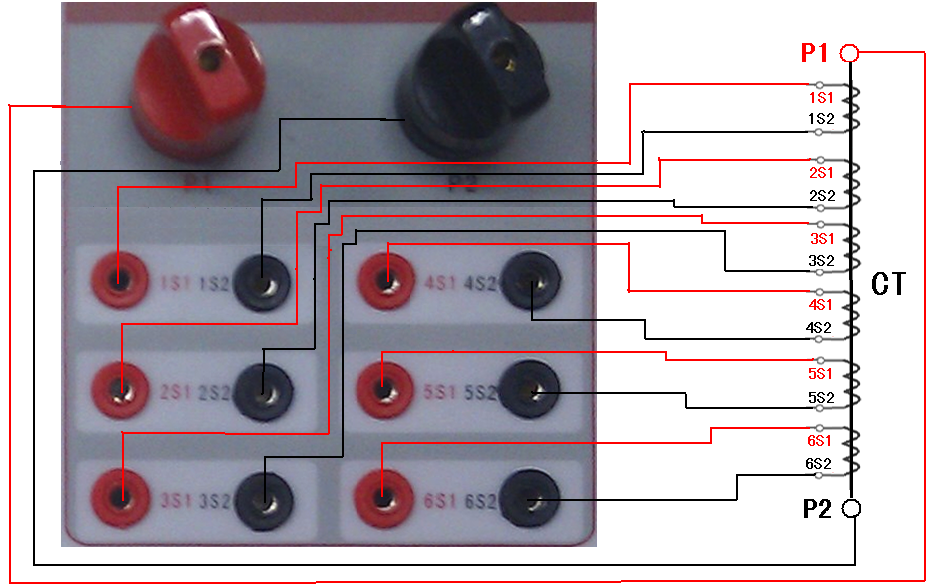 P1
P2
1S1 1S2
4S1 4S2
2S1 2S2
5S1 5S2
3S1 3S2
6S1 6S2
P1
1S1
1S2
2S1
2S2
3S1
3S2
CT
4S1
4S2
5S1
5S2
6S1
6S2
P2